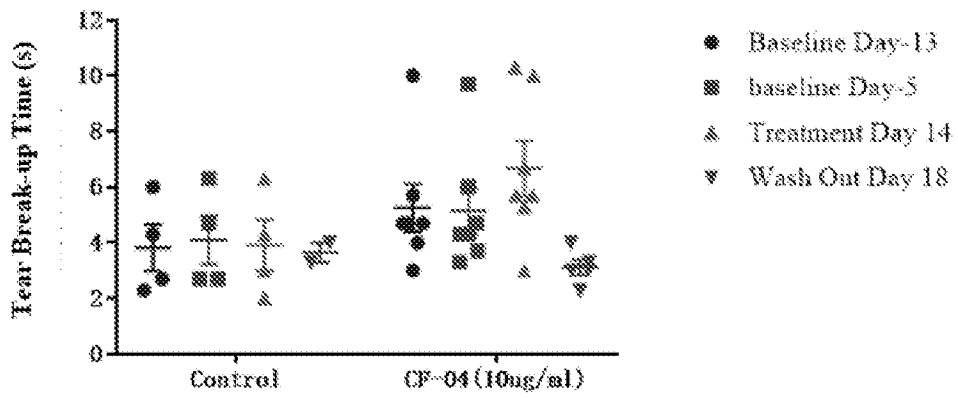 Tear Break-up Time (s)
12
10
8
6
4
2
0
Control
CF-04(10ug/ml)
Baseline Day-13
baseline Day-5
Treatment Day 14
Wash Out Day 18